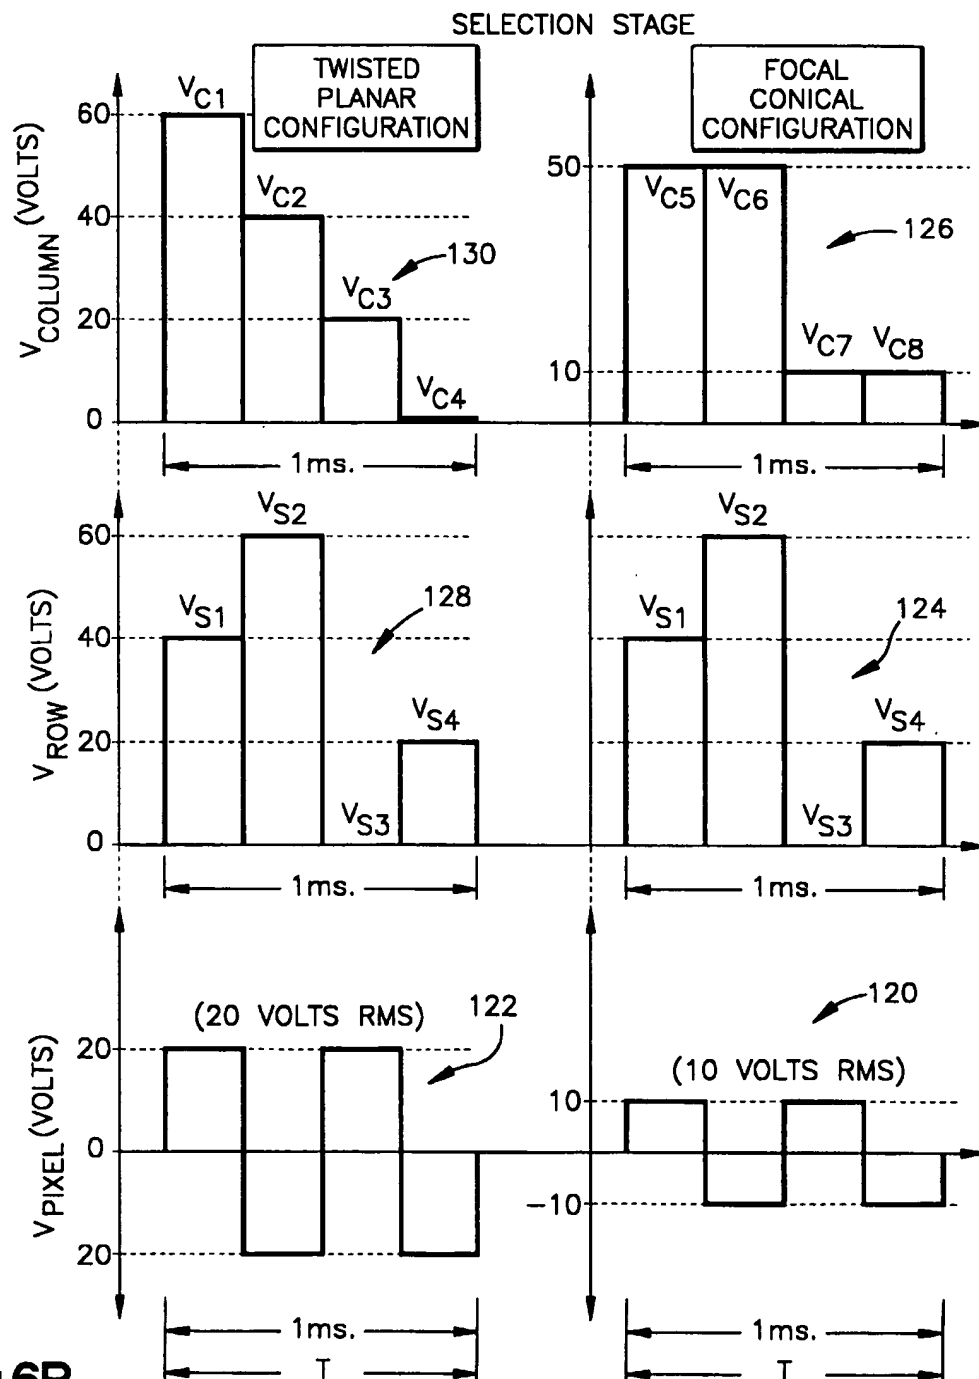 SELECTION STAGE
TWISTED
PLANAR
CONFIGURATION
FOCAL
CONICAL
CONFIGURATION
VCOLUMN (VOLTS)
60
40
20
0
VC1
VC2
VC3
VC4
130
1ms.
50
10
VC5
VC6
VC7
VC8
126
1ms.
VROW (VOLTS)
60
40
20
0
VS1
VS2
VS3
VS4
128
1ms.
VS1
VS2
VS3
VS4
124
1ms.
VPIXEL (VOLTS)
20
0
20
(20 VOLTS RMS)
122
1ms.
T
10
-10
(10 VOLTS RMS)
120
1ms.
T